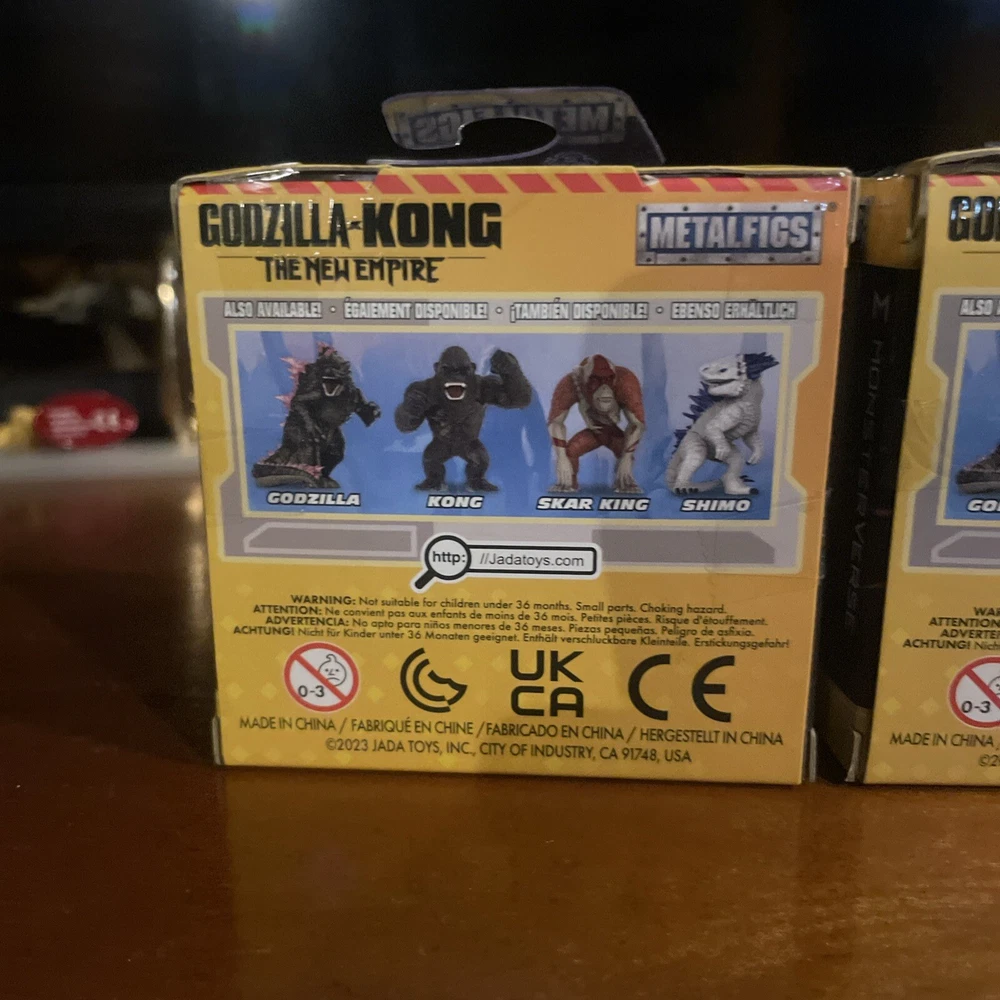 METALFICS
GODZILLA x KONG
THE NEW EMPIRE
METALFIGS®
ALSO AVAILABLE! • ÉGALEMENT DISPONIBLE! • ¡TAMBIÉN DISPONIBLE! • EBENSO ERHÄLTLICH
GODZILLA
KONG
SKAR KING
SHIMO
http: //Jadatoys.com
WARNING: Not suitable for children under 36 months. Small parts. Choking hazard.
ATTENTION: Ne convient pas aux enfants de moins de 36 mois. Petites pièces. Risque d'étouffement.
ADVERTENCIA: No apto para niños menores de 36 meses. Piezas pequeñas. Peligro de asfixia.
ACHTUNG! Nicht für Kinder unter 36 Monaten geeignet. Enthält verschluckbare Kleinteile. Erstickungsgefahr!
0-3
UK
CA
CE
MADE IN CHINA / FABRIQUÉ EN CHINE / FABRICADO EN CHINA / HERGESTELLT IN CHINA
©2023 JADA TOYS, INC., CITY OF INDUSTRY, CA 91748, USA
MONSTERVERSE
GO
ALSO
GO
WA
ATTENTION
ADVERTE
ACHTUNG! Nich
0-3
MADE IN CHINA
©2